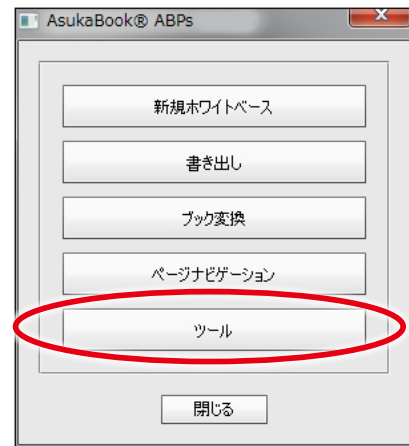 AsukaBook® ABPs
新規ホワイトベース
書き出し
ブック変換
ページナビゲーション
ツール
閉じる